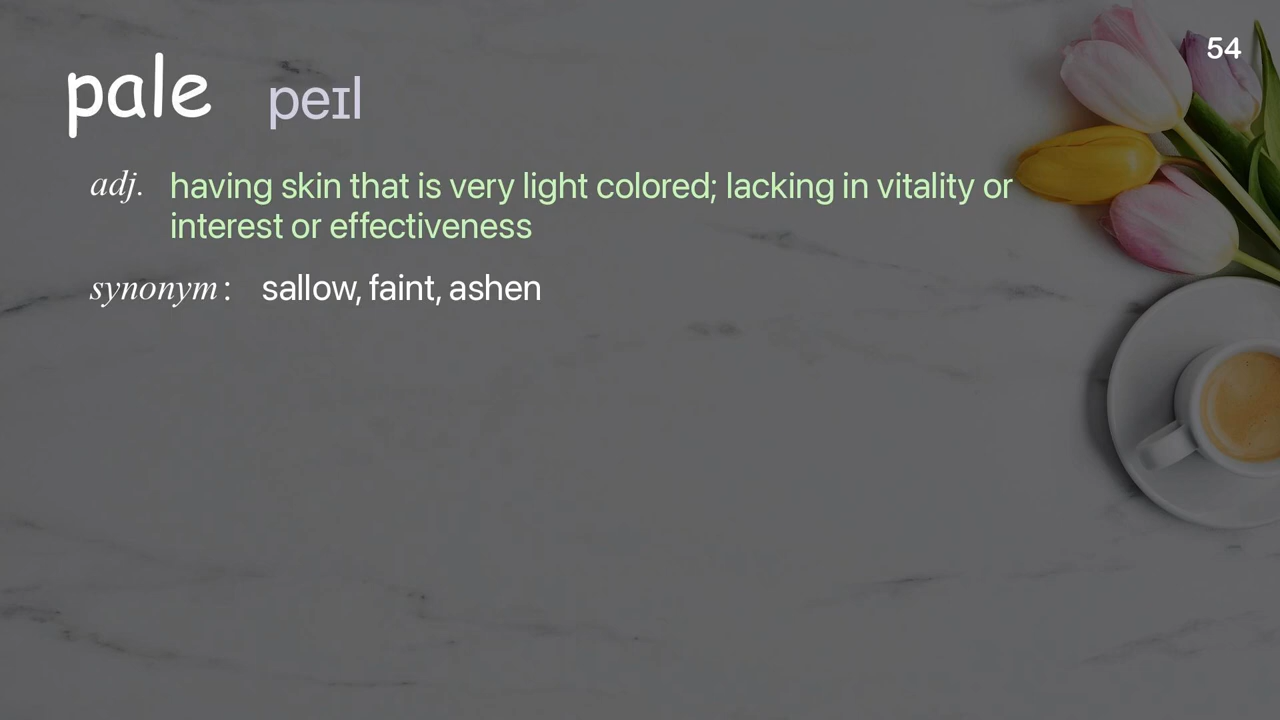 54
pale peɪl
adj. having skin that is very light colored; lacking in vitality or
interest or effectiveness
synonym: sallow, faint, ashen